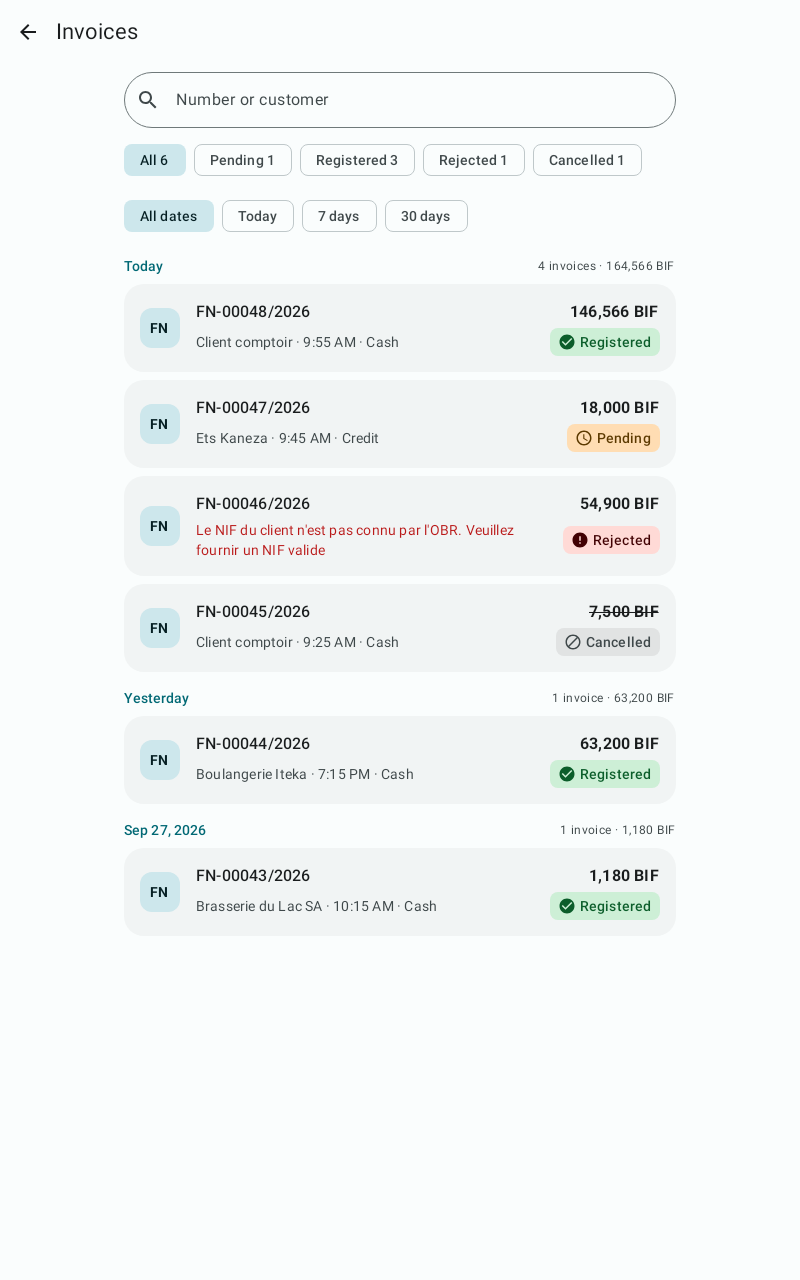 Invoices
Number or customer
All 6
Pending 1
Registered 3
Rejected 1
Cancelled 1
All dates
Today
7 days
30 days
Today
4 invoices · 164,566 BIF
FN
FN-00048/2026
146,566 BIF
Client comptoir · 9:55 AM · Cash
Registered
FN
FN-00047/2026
18,000 BIF
Ets Kaneza · 9:45 AM · Credit
Pending
FN
FN-00046/2026
54,900 BIF
Le NIF du client n'est pas connu par l'OBR. Veuillez
fournir un NIF valide
Rejected
FN
FN-00045/2026
7,500 BIF
Client comptoir · 9:25 AM · Cash
Cancelled
Yesterday
1 invoice · 63,200 BIF
FN
FN-00044/2026
63,200 BIF
Boulangerie Iteka · 7:15 PM · Cash
Registered
Sep 27, 2026
1 invoice · 1,180 BIF
FN
FN-00043/2026
1,180 BIF
Brasserie du Lac SA · 10:15 AM · Cash
Registered